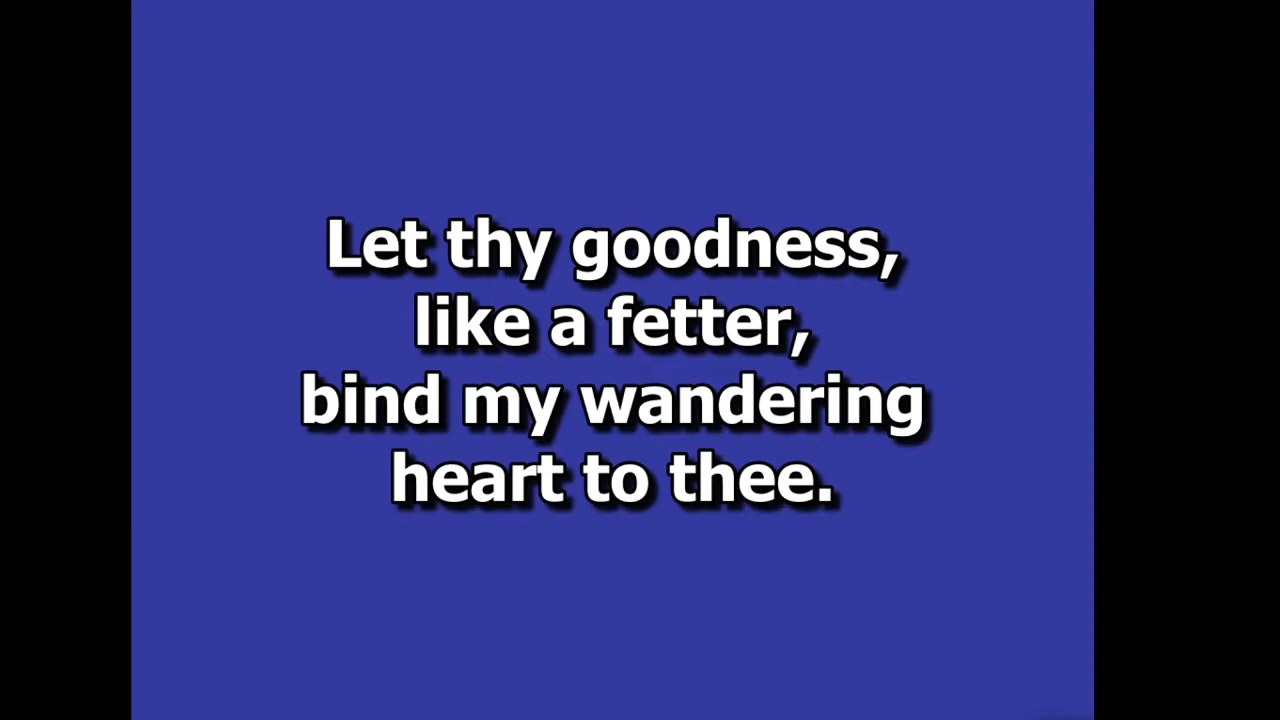 Let thy goodness,
like a fetter,
bind my wandering
heart to thee.